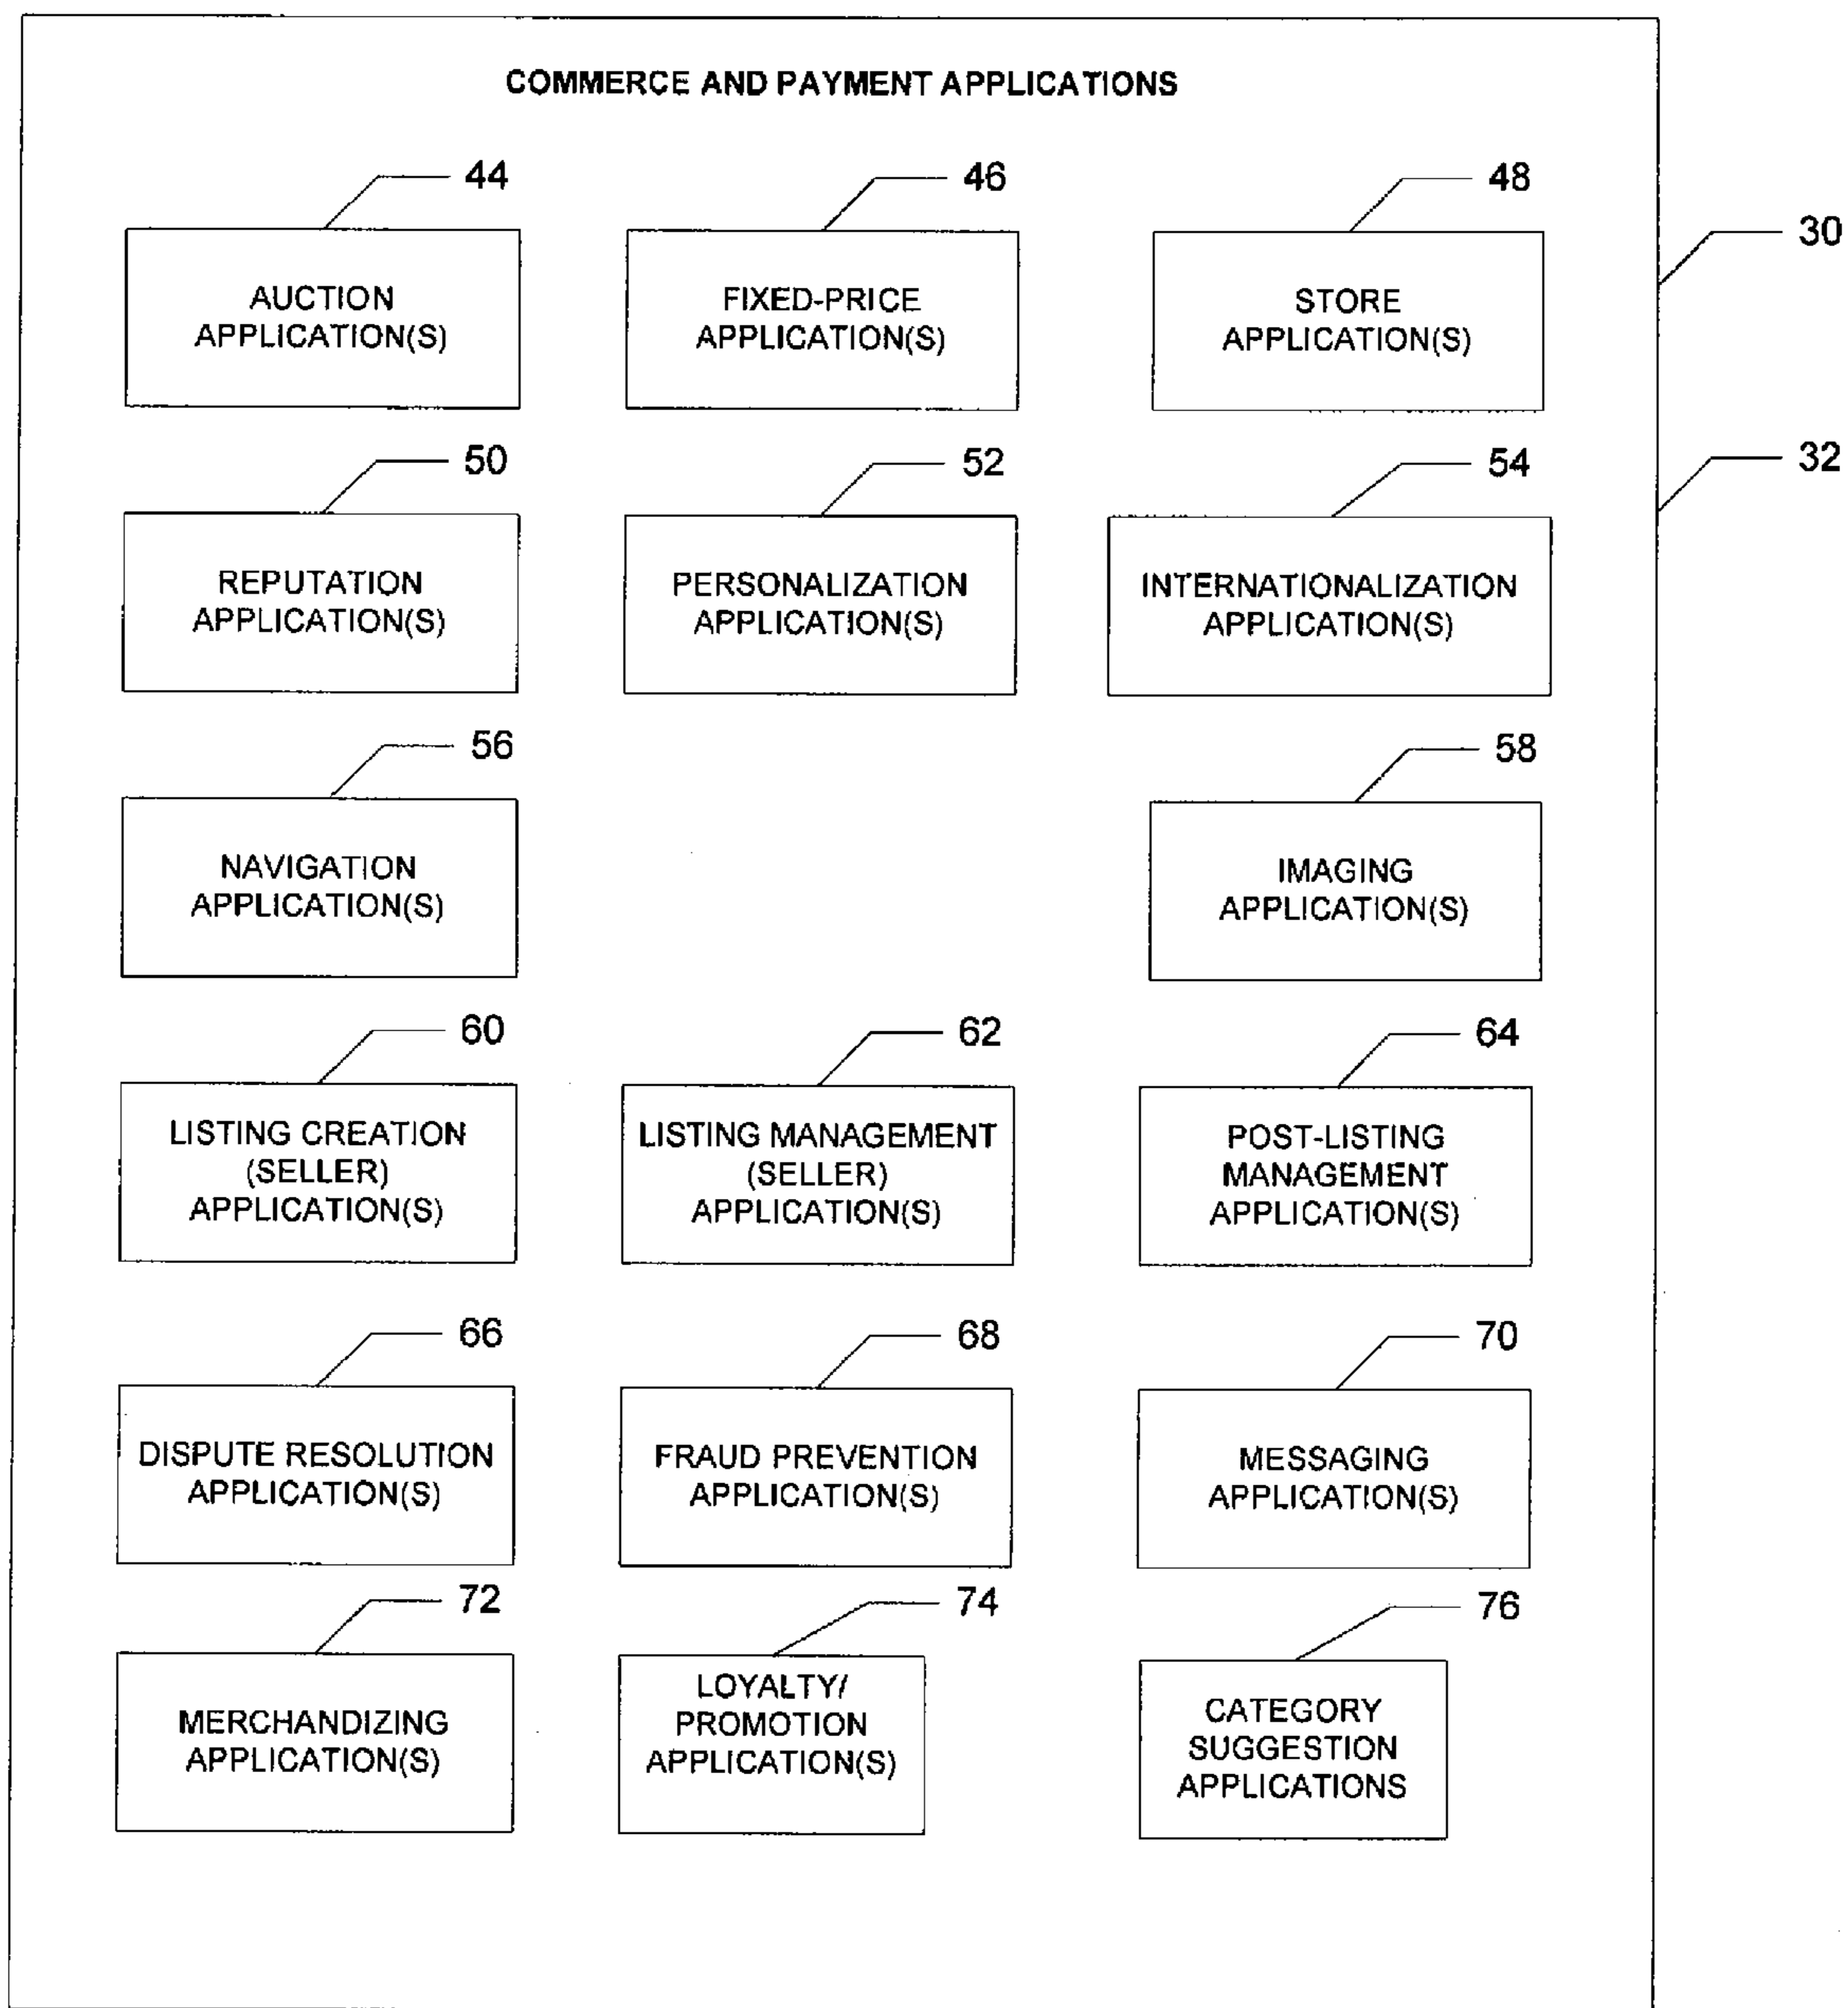 COMMERCE AND PAYMENT APPLICATIONS
44
46
48
30
AUCTION
APPLICATION(S)
FIXED-PRICE
APPLICATION(S)
STORE
APPLICATION(S)
50
52
54
32
REPUTATION
APPLICATION(S)
PERSONALIZATION
APPLICATION(S)
INTERNATIONALIZATION
APPLICATION(S)
56
58
NAVIGATION
APPLICATION(S)
IMAGING
APPLICATION(S)
60
62
64
LISTING CREATION
(SELLER)
APPLICATION(S)
LISTING MANAGEMENT
(SELLER)
APPLICATION(S)
POST-LISTING
MANAGEMENT
APPLICATION(S)
66
68
70
DISPUTE RESOLUTION
APPLICATION(S)
FRAUD PREVENTION
APPLICATION(S)
MESSAGING
APPLICATION(S)
72
74
76
MERCHANDIZING
APPLICATION(S)
LOYALTY/
PROMOTION
APPLICATION(S)
CATEGORY
SUGGESTION
APPLICATIONS